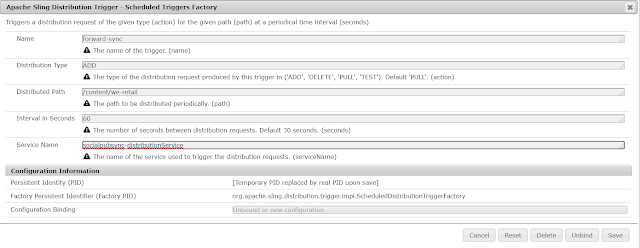 Apache Sling Distribution Trigger - Scheduled Triggers Factory
Triggers a distribution request of the given type (action) for the given path (path) at a periodical time interval (seconds).
Name
forward-sync
The name of the trigger. (name)
Distribution Type
ADD
The type of the distribution request produced by this trigger in ('ADD', 'DELETE', 'PULL', 'TEST'). Default 'PULL'. (action)
Distributed Path
/content/we-retail
The path to be distributed periodically. (path)
Interval in Seconds
60
The number of seconds between distribution requests. Default 30 seconds. (seconds)
Service Name
socialpubsync-distributionService
The name of the service used to trigger the distribution requests. (serviceName)
Configuration Information
Persistent Identity (PID)
[Temporary PID replaced by real PID upon save]
Factory Persistent Identifier (Factory PID)
org.apache.sling.distribution.trigger.impl.ScheduledDistributionTriggerFactory
Configuration Binding
Unbound or new configuration
Cancel
Reset
Delete
Unbind
Save